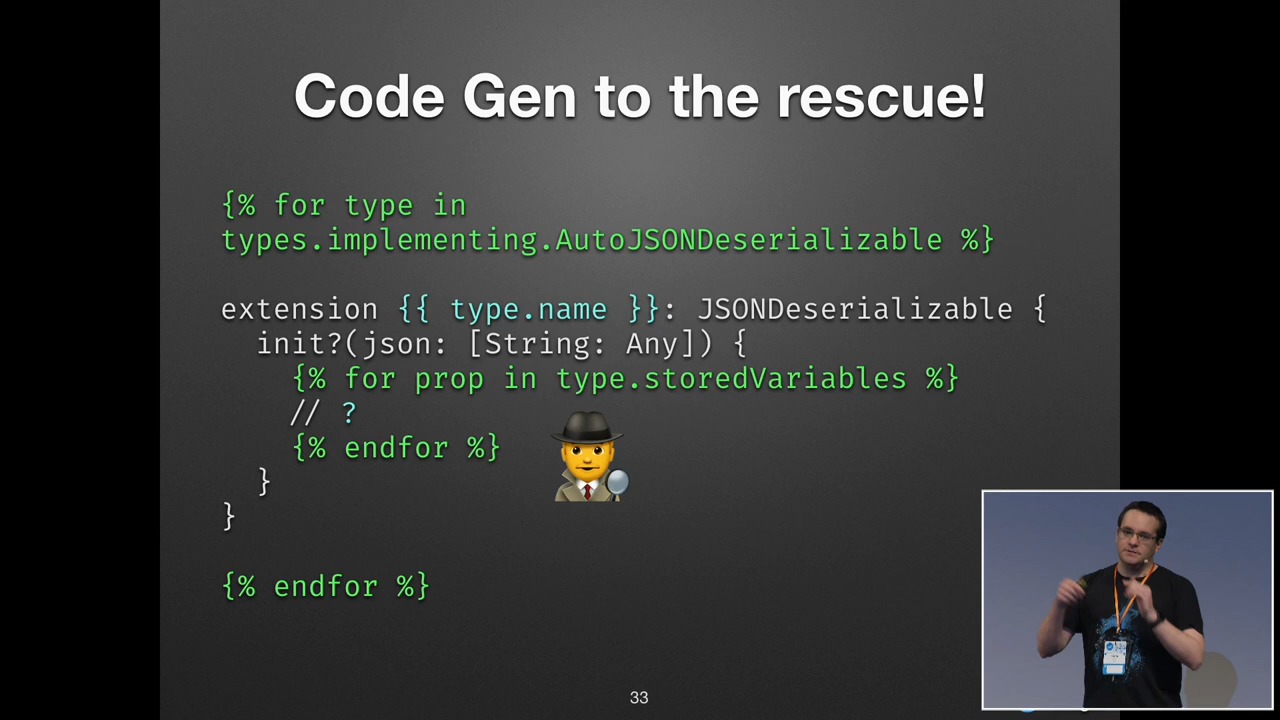 Code Gen to the rescue!
{% for type in
types.implementing.AutoJSONDeserializable %}
extension {{ type.name }}: JSONDeserializable {
init?(json: [String: Any]) {
{% for prop in type.storedVariables %}
// ?
{% endfor %}
}
}
{% endfor %}
33